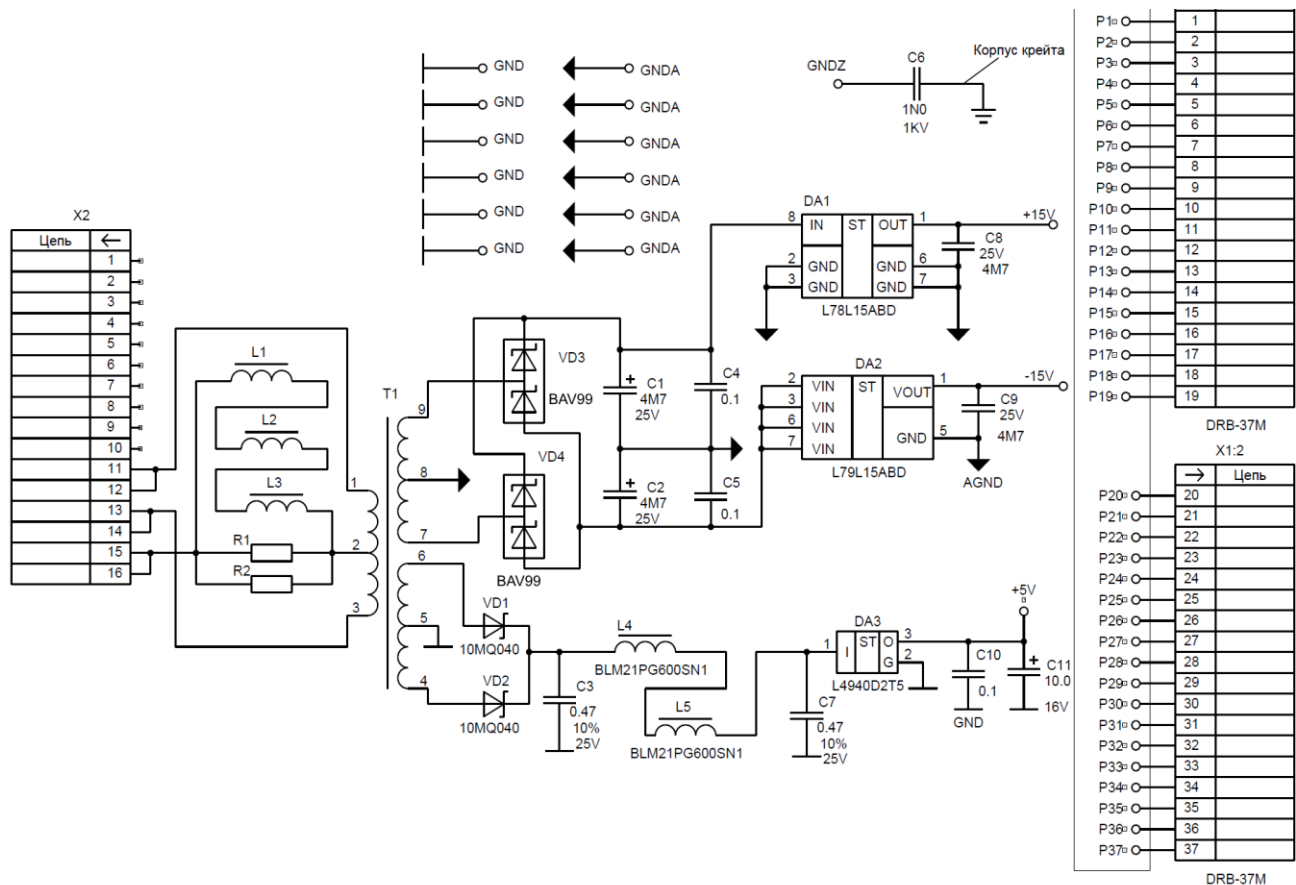 GND
GNDA
GND
GNDA
GND
GNDA
GND
GNDA
GND
GNDA
GND
GNDA
GNDZ
C6
1N0
1KV
Корпус крейта
X2
Цепь
1
2
3
4
5
6
7
8
9
10
11
12
13
14
15
16
L1
L2
L3
R1
R2
T1
1
2
3
9
8
7
6
5
4
VD3
BAV99
VD4
BAV99
VD1
10MQ040
VD2
10MQ040
C1
4M7
25V
C2
4M7
25V
C4
0.1
C5
0.1
DA1
8 IN ST OUT 1
2 GND GND 6
3 GND GND 7
L78L15ABD
+15V
C8
25V
4M7
DA2
2 VIN ST VOUT 1
3 VIN
6 VIN
7 VIN GND 5
L79L15ABD
-15V
C9
25V
4M7
AGND
C3
0.47
10%
25V
L4
BLM21PG600SN1
L5
BLM21PG600SN1
C7
0.47
10%
25V
DA3
1 I ST O 3
G 2
L4940D2T5
C10
0.1
GND
+5V
C11
10.0
16V
P1 1
P2 2
P3 3
P4 4
P5 5
P6 6
P7 7
P8 8
P9 9
P10 10
P11 11
P12 12
P13 13
P14 14
P15 15
P16 16
P17 17
P18 18
P19 19
DRB-37M
X1:2
Цепь
P20 20
P21 21
P22 22
P23 23
P24 24
P25 25
P26 26
P27 27
P28 28
P29 29
P30 30
P31 31
P32 32
P33 33
P34 34
P35 35
P36 36
P37 37
DRB-37M